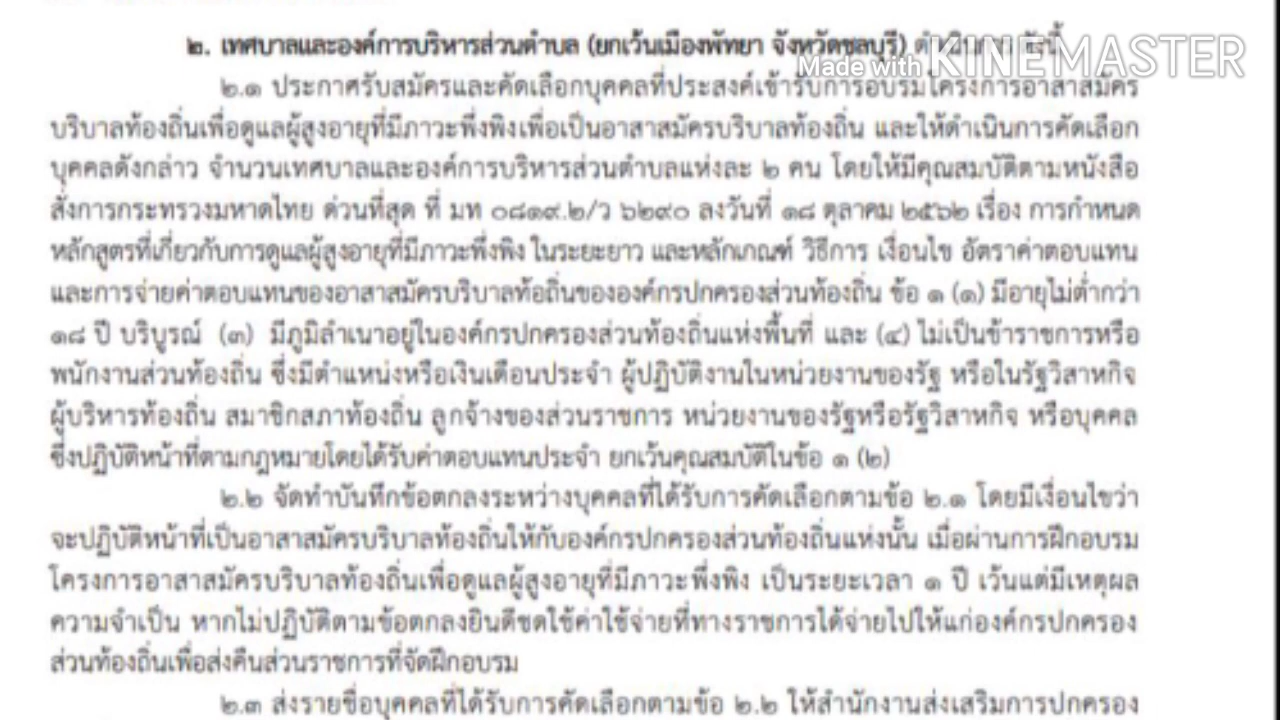 ๒. เทศบาลและองค์การบริหารส่วนตำบล (ยกเว้นเมืองพัทยา จังหวัดชลบุรี)
Made with KINEMASTER
๒.๑ ประกาศรับสมัครและคัดเลือกบุคคลที่ประสงค์เข้ารับการอบรมโครงการอาสาสมัคร
บริบาลท้องถิ่นเพื่อดูแลผู้สูงอายุที่มีภาวะพึ่งพิงเพื่อเป็นอาสาสมัครบริบาลท้องถิ่น และให้ดำเนินการคัดเลือก
บุคคลดังกล่าว จำนวนเทศบาลและองค์การบริหารส่วนตำบลแห่งละ ๒ คน โดยให้มีคุณสมบัติตามหนังสือ
สั่งการกระทรวงมหาดไทย ด่วนที่สุด ที่ มท ๐๘๑๙.๒/ว ๖๒๙๐ ลงวันที่ ๑๘ ตุลาคม ๒๕๖๒ เรื่อง การกำหนด
หลักสูตรที่เกี่ยวกับการดูแลผู้สูงอายุที่มีภาวะพึ่งพิง ในระยะยาว และหลักเกณฑ์ วิธีการ เงื่อนไข อัตราค่าตอบแทน
และการจ่ายค่าตอบแทนของอาสาสมัครบริบาลท้อถิ่นขององค์กรปกครองส่วนท้องถิ่น ข้อ ๑ (๑) มีอายุไม่ต่ำกว่า
๑๘ ปี บริบูรณ์ (๓) มีภูมิลำเนาอยู่ในองค์กรปกครองส่วนท้องถิ่นแห่งพื้นที่ และ (๔) ไม่เป็นข้าราชการหรือ
พนักงานส่วนท้องถิ่น ซึ่งมีตำแหน่งหรือเงินเดือนประจำ ผู้ปฏิบัติงานในหน่วยงานของรัฐ หรือในรัฐวิสาหกิจ
ผู้บริหารท้องถิ่น สมาชิกสภาท้องถิ่น ลูกจ้างของส่วนราชการ หน่วยงานของรัฐหรือรัฐวิสาหกิจ หรือบุคคล
ซึ่งปฏิบัติหน้าที่ตามกฎหมายโดยได้รับค่าตอบแทนประจำ ยกเว้นคุณสมบัติในข้อ ๑ (๒)
๒.๒ จัดทำบันทึกข้อตกลงระหว่างบุคคลที่ได้รับการคัดเลือกตามข้อ ๒.๑ โดยมีเงื่อนไขว่า
จะปฏิบัติหน้าที่เป็นอาสาสมัครบริบาลท้องถิ่นให้กับองค์กรปกครองส่วนท้องถิ่นแห่งนั้น เมื่อผ่านการฝึกอบรม
โครงการอาสาสมัครบริบาลท้องถิ่นเพื่อดูแลผู้สูงอายุที่มีภาวะพึ่งพิง เป็นระยะเวลา ๑ ปี เว้นแต่มีเหตุผล
ความจำเป็น หากไม่ปฏิบัติตามข้อตกลงยินดีชดใช้ค่าใช้จ่ายที่ทางราชการได้จ่ายไปให้แก่องค์กรปกครอง
ส่วนท้องถิ่นเพื่อส่งคืนส่วนราชการที่จัดฝึกอบรม
๒.๓ ส่งรายชื่อบุคคลที่ได้รับการคัดเลือกตามข้อ ๒.๒ ให้สำนักงานส่งเสริมการปกครอง